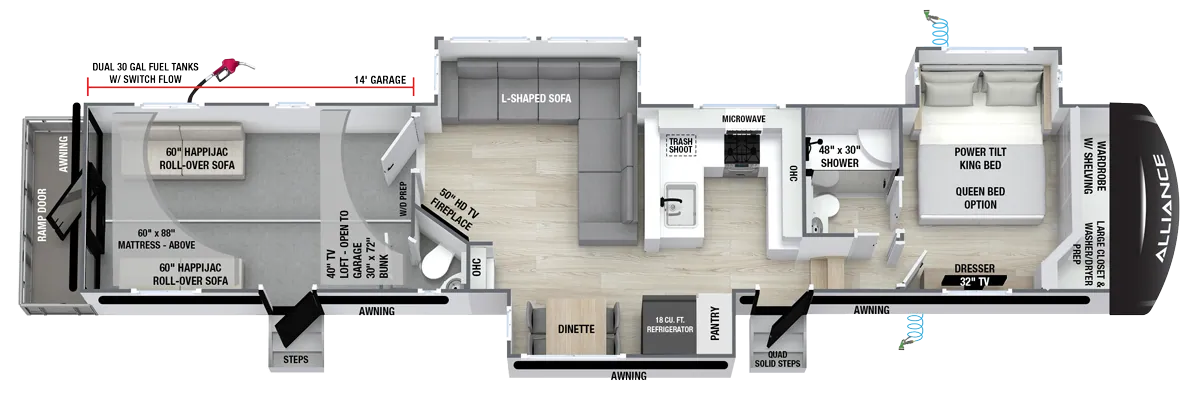 DUAL 30 GAL FUEL TANKS
W/ SWITCH FLOW
14' GARAGE
AWNING
RAMP DOOR
60" HAPPIJAC
ROLL-OVER SOFA
60" x 88"
MATTRESS - ABOVE
60" HAPPIJAC
ROLL-OVER SOFA
40" TV
LOFT - OPEN TO
GARAGE
30" x 72"
BUNK
W/D PREP
50" HD TV
FIREPLACE
OHC
L-SHAPED SOFA
MICROWAVE
TRASH
SHOOT
OHC
48" x 30"
SHOWER
POWER TILT
KING BED
QUEEN BED
OPTION
WARDROBE
W/ SHELVING
LARGE CLOSET &
WASHER/DRYER
PREP
DRESSER
32" TV
ALLIANCE
AWNING
STEPS
DINETTE
18 CU. FT.
REFRIGERATOR
PANTRY
AWNING
QUAD
SOLID STEPS
AWNING